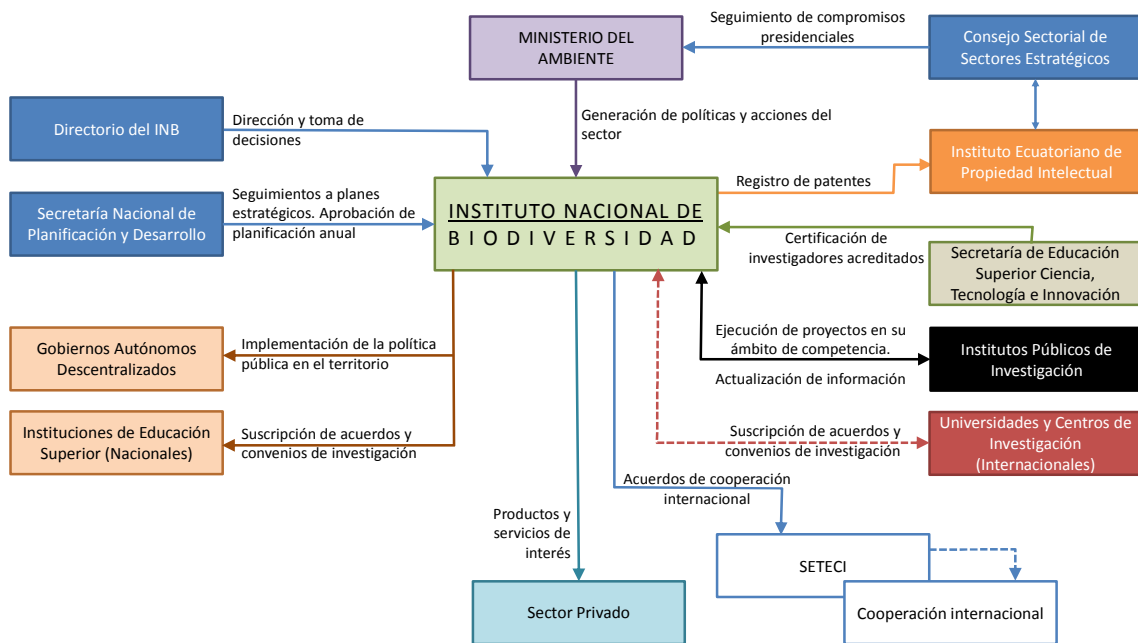 MINISTERIO DEL
AMBIENTE
Seguimiento de compromisos
presidenciales
Consejo Sectorial de
Sectores Estratégicos
Directorio del INB
Dirección y toma de
decisiones
Generación de políticas y acciones del
sector
Instituto Ecuatoriano de
Propiedad Intelectual
Registro de patentes
Secretaría Nacional de
Planificación y Desarrollo
Seguimientos a planes
estratégicos. Aprobación de
planificación anual
INSTITUTO NACIONAL DE
BIODIVERSIDAD
Certificación de
investigadores acreditados
Secretaría de Educación
Superior Ciencia,
Tecnología e Innovación
Gobiernos Autónomos
Descentralizados
Implementación de la política
pública en el territorio
Ejecución de proyectos en su
ámbito de competencia.
Actualización de información
Institutos Públicos de
Investigación
Instituciones de Educación
Superior (Nacionales)
Suscripción de acuerdos y
convenios de investigación
Suscripción de acuerdos y
convenios de investigación
Universidades y Centros de
Investigación
(Internacionales)
Acuerdos de cooperación
internacional
Productos y
servicios de
interés
SETECI
Sector Privado
Cooperación internacional